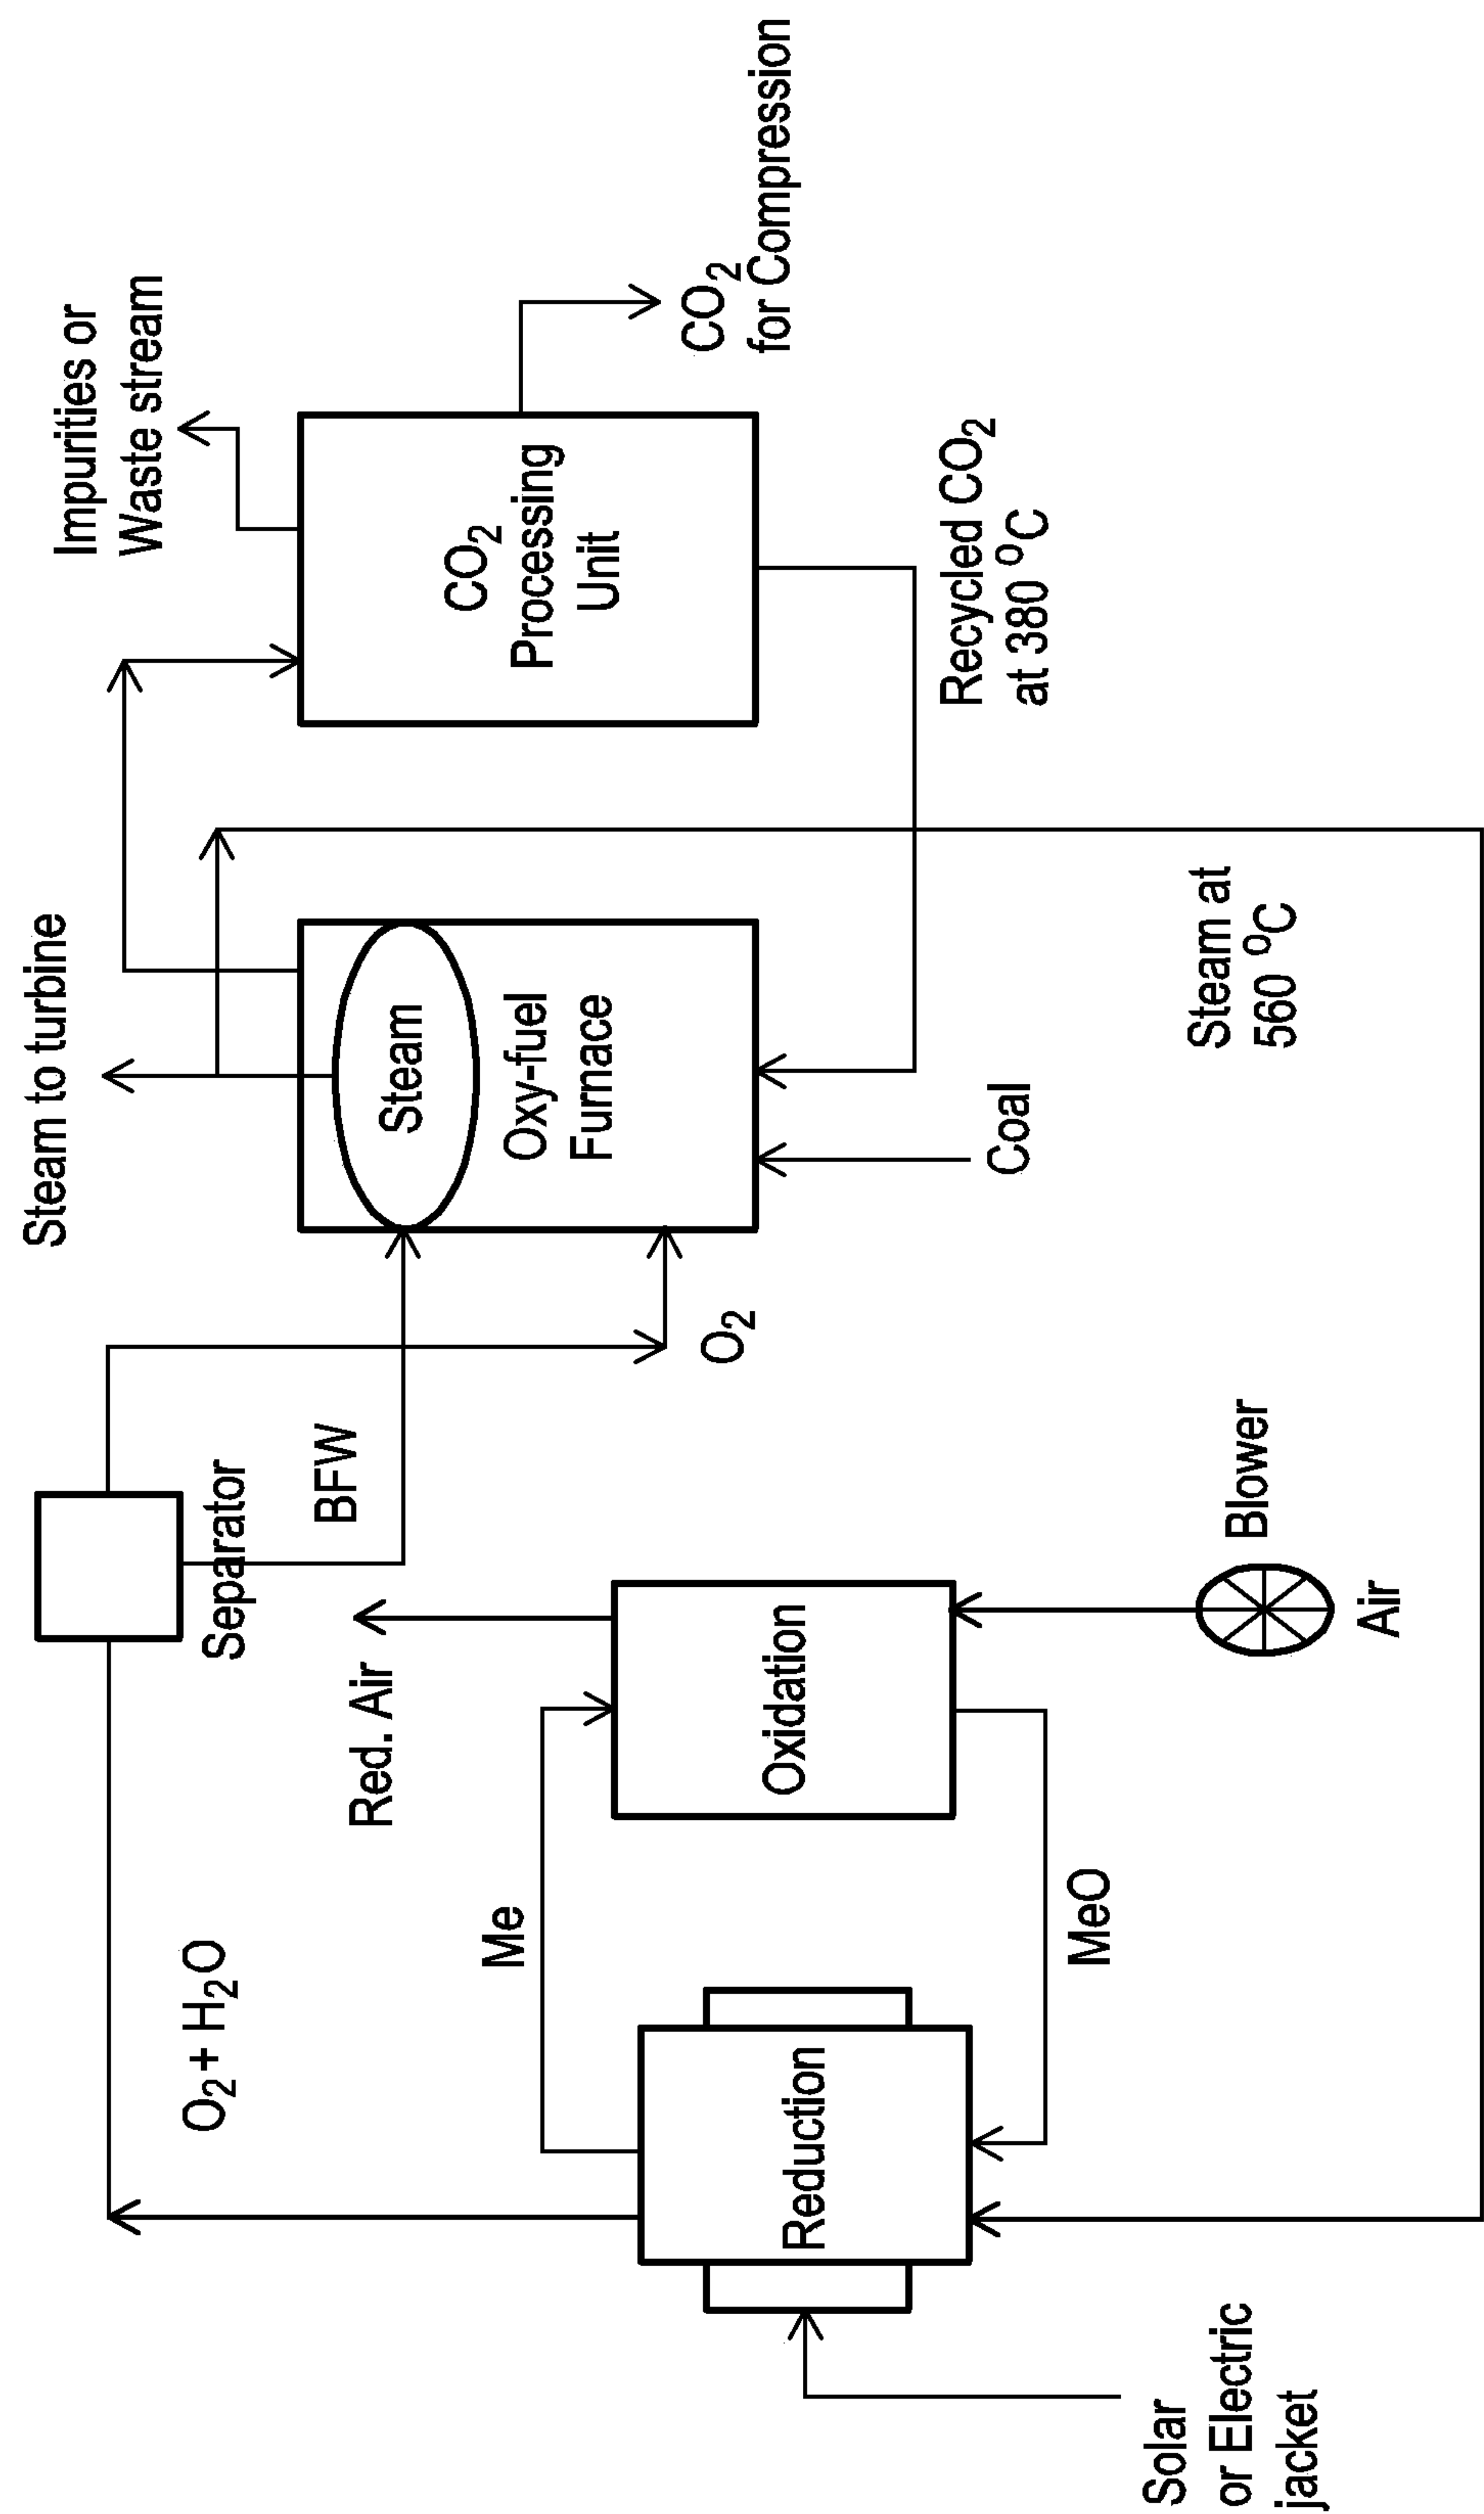 Impurities or
Waste stream
Steam to turbine
Separator
O2 + H2O
BFW
Red. Air
Me
Steam
Oxy-fuel
Furnace
CO2
Processing
Unit
CO2
for Compression
O2
Reduction
Oxidation
MeO
Coal
Recycled CO2
at 380 ºC
Steam at
560 ºC
Blower
Air
Solar
or Electric
jacket